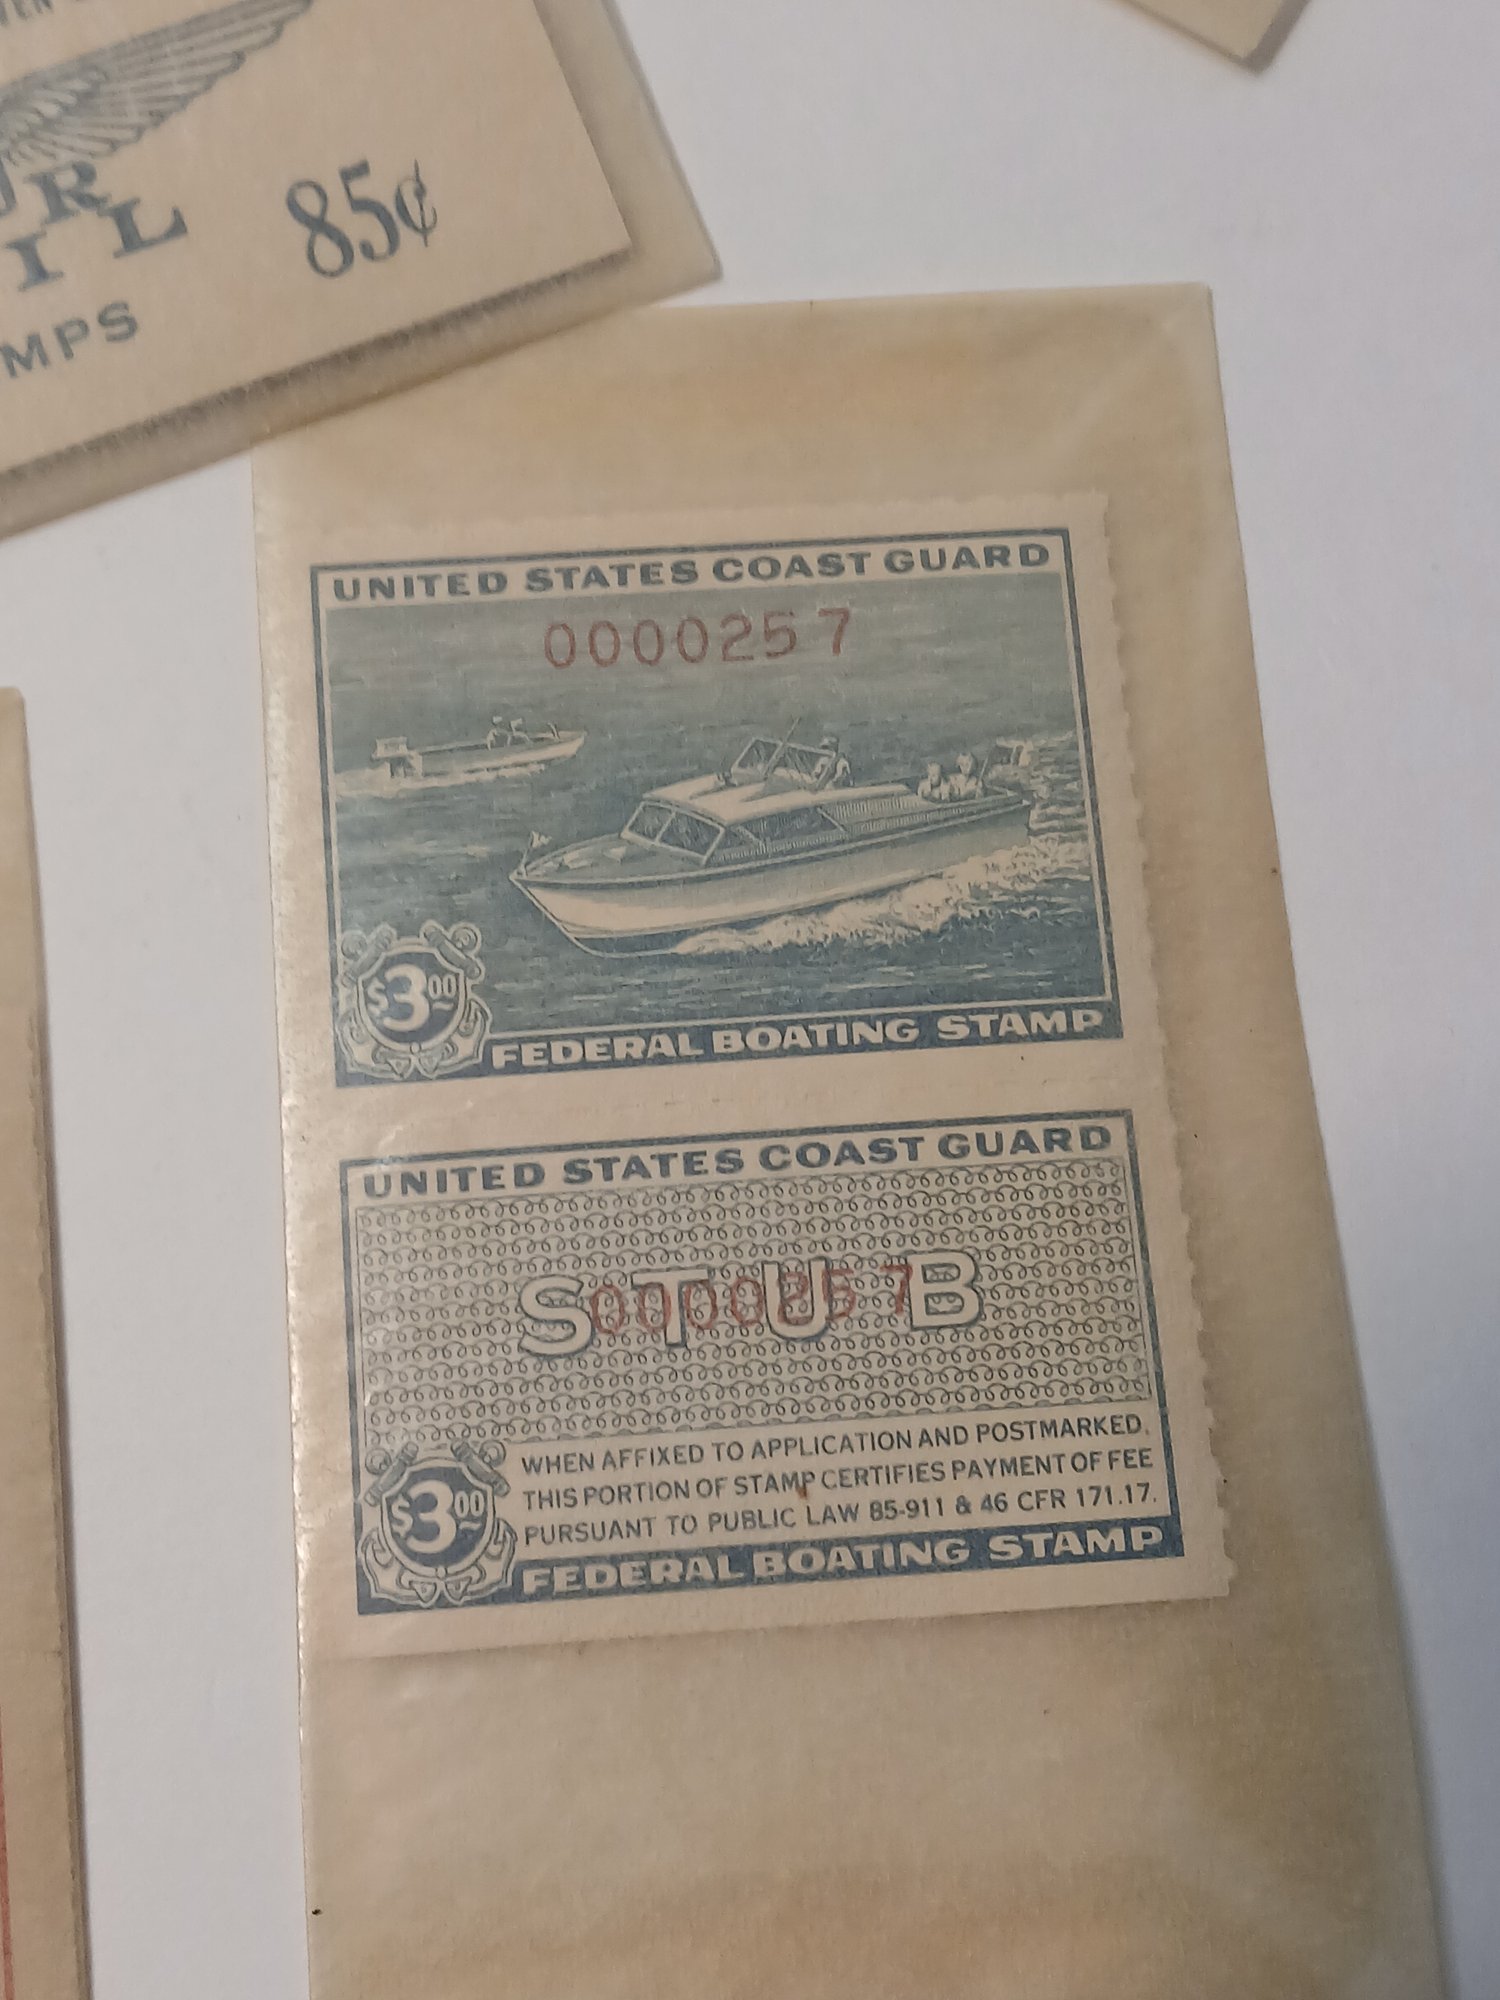 85¢
UNITED STATES COAST GUARD
0000257
$3.00
FEDERAL BOATING STAMP
UNITED STATES COAST GUARD
STUB
0000257
WHEN AFFIXED TO APPLICATION AND POSTMARKED,
THIS PORTION OF STAMP CERTIFIES PAYMENT OF FEE
PURSUANT TO PUBLIC LAW 85-911 & 46 CFR 171.17.
$3.00
FEDERAL BOATING STAMP